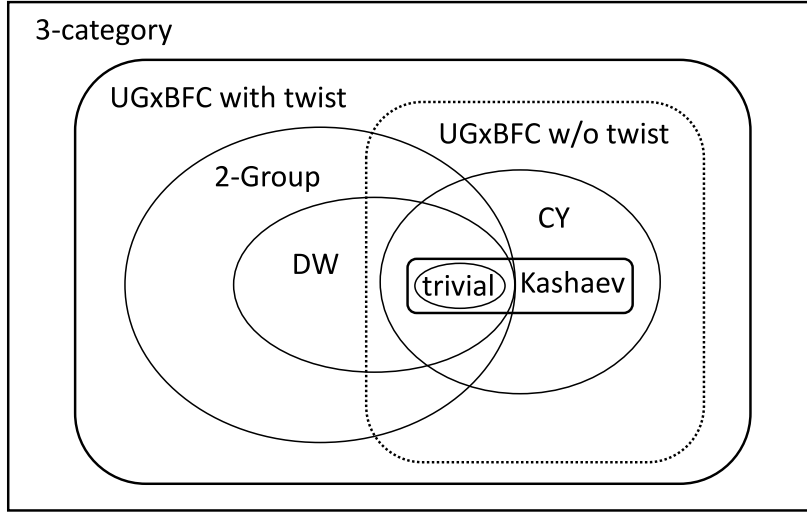 3-category
UGxBFC with twist
UGxBFC w/o twist
2-Group
CY
DW
trivial
Kashaev